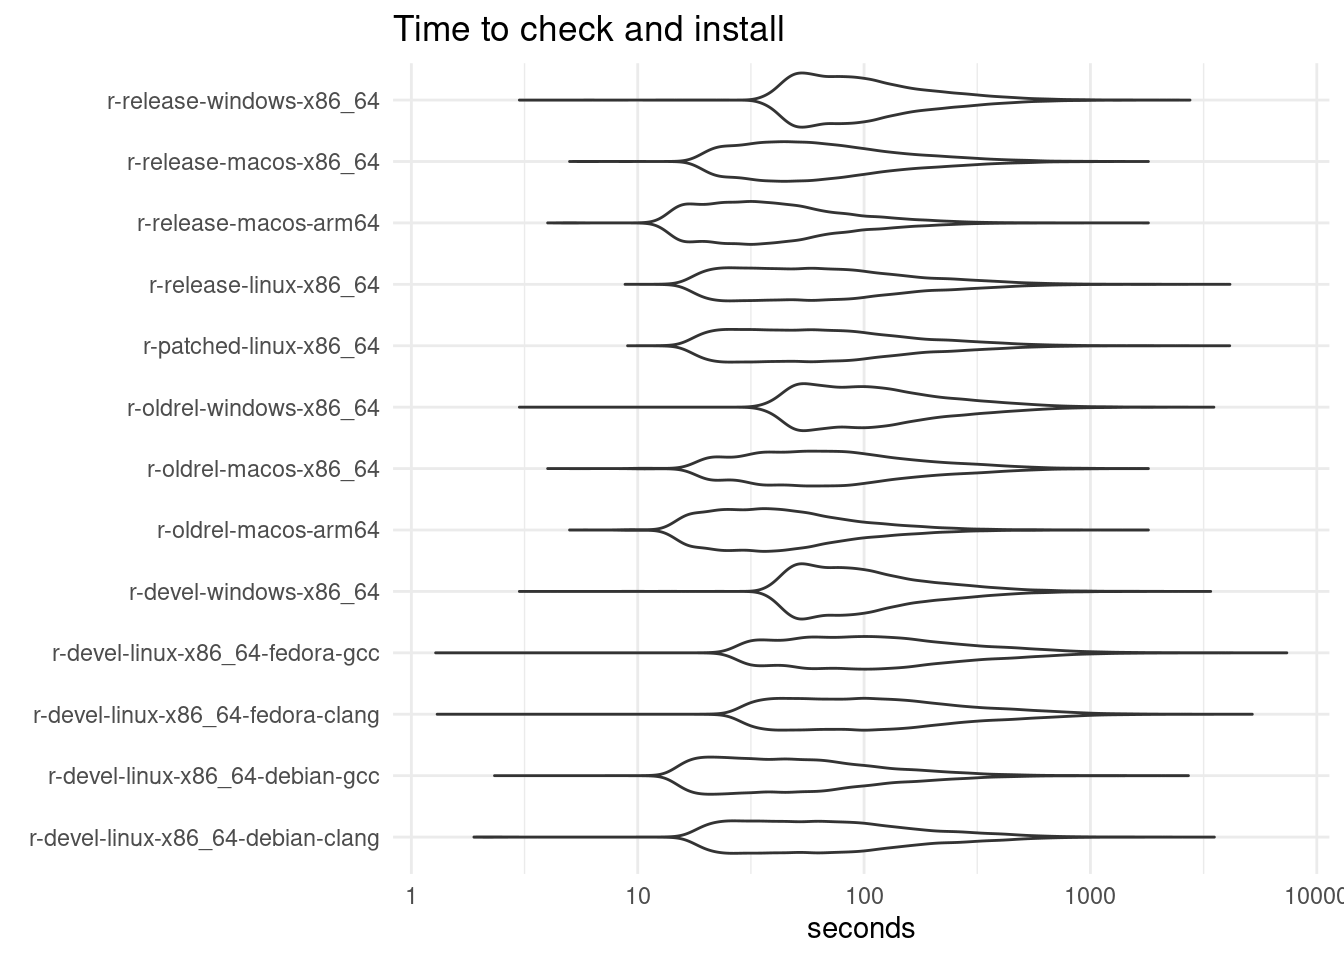 Time to check and install
r-release-windows-x86_64
r-release-macos-x86_64
r-release-macos-arm64
r-release-linux-x86_64
r-patched-linux-x86_64
r-oldrel-windows-x86_64
r-oldrel-macos-x86_64
r-oldrel-macos-arm64
r-devel-windows-x86_64
r-devel-linux-x86_64-fedora-gcc
r-devel-linux-x86_64-fedora-clang
r-devel-linux-x86_64-debian-gcc
r-devel-linux-x86_64-debian-clang
1 10 100 1000 10000
seconds